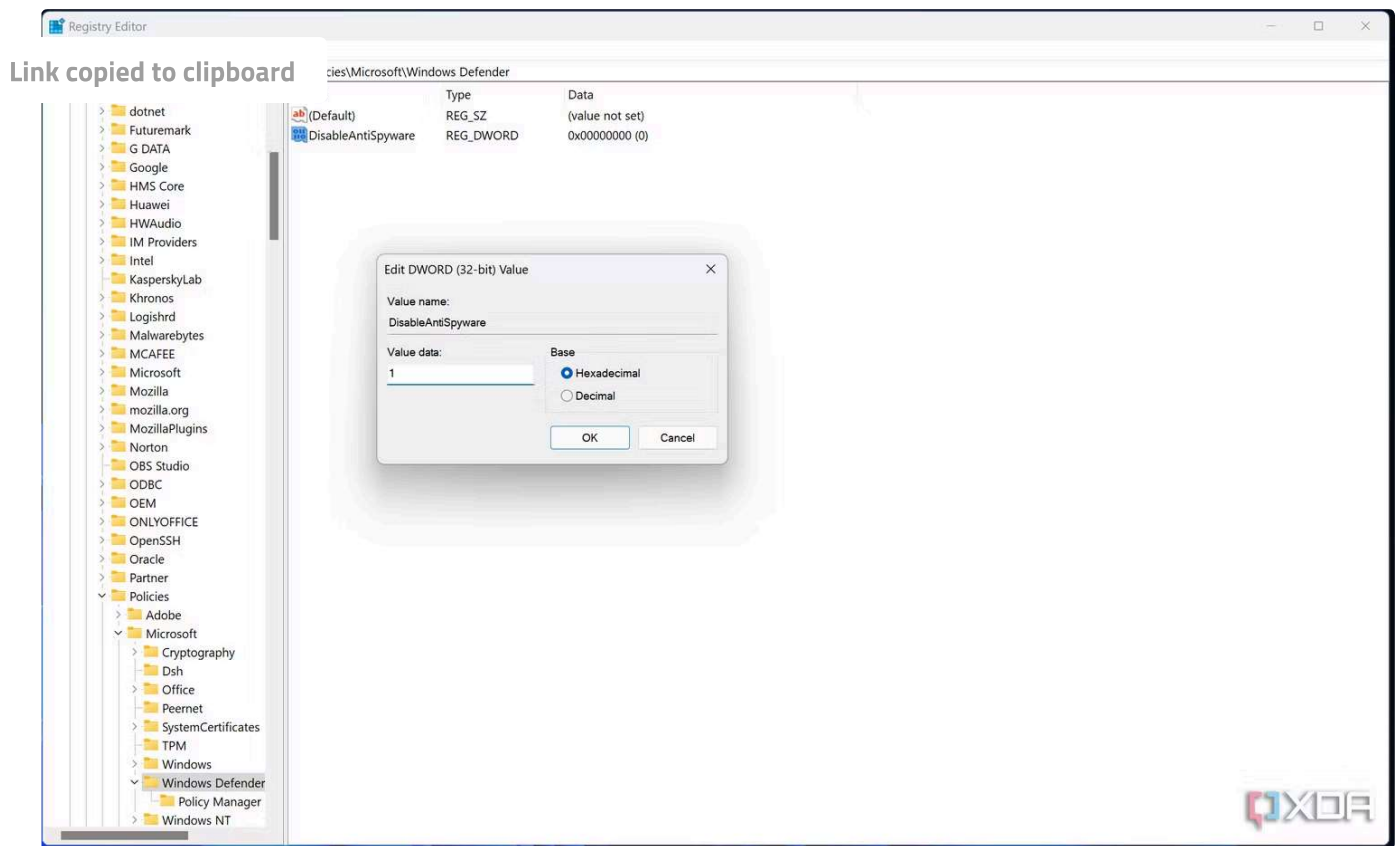 Registry Editor
Link copied to clipboard
cies\Microsoft\Windows Defender
Type Data
(Default) REG_SZ (value not set)
DisableAntiSpyware REG_DWORD 0x00000000 (0)
dotnet
Futuremark
G DATA
Google
HMS Core
Huawei
HWAudio
IM Providers
Intel
KasperskyLab
Khronos
Logishrd
Malwarebytes
MCAFEE
Microsoft
Mozilla
mozilla.org
MozillaPlugins
Norton
OBS Studio
ODBC
OEM
ONLYOFFICE
OpenSSH
Oracle
Partner
Policies
Adobe
Microsoft
Cryptography
Dsh
Office
Peernet
SystemCertificates
TPM
Windows
Windows Defender
Policy Manager
Windows NT
Edit DWORD (32-bit) Value
Value name:
DisableAntiSpyware
Value data:
1
Base
Hexadecimal
Decimal
OK Cancel
XDA